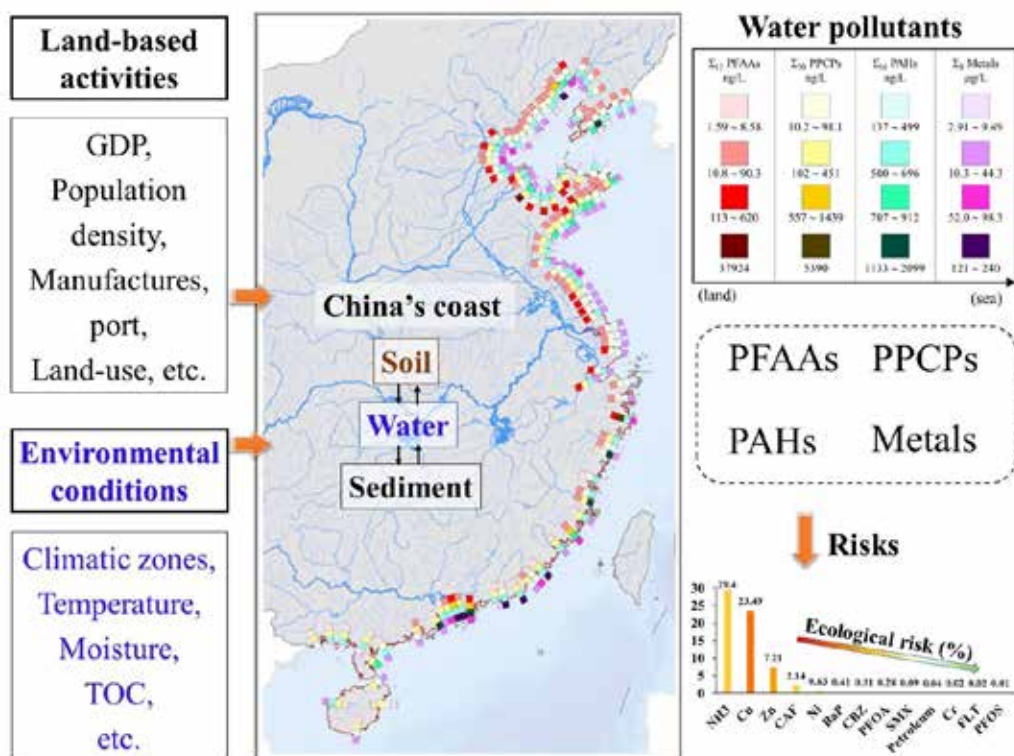 Land-based
activities
GDP,
Population
density,
Manufactures,
port,
Land-use, etc.
Environmental
conditions
Climatic zones,
Temperature,
Moisture,
TOC,
etc.
China's coast
Soil
Water
Sediment
Water pollutants
PFAAs PPCPs PAHs Metals
ng/L ng/L ng/L μg/L
1.59 ~ 8.58 10.2 ~ 98.1 137 ~ 499 2.91 ~ 9.69
10.8 ~ 90.3 102 ~ 451 500 ~ 696 10.3 ~ 44.3
113 ~ 620 557 ~ 1439 707 ~ 912 52.0 ~ 98.3
37924 5390 1133 ~ 2099 121 ~ 240
(land) (sea)
PFAAs PPCPs
PAHs Metals
Risks
Ecological risk (%)
30
25
20
15
10
5
0
29.4 23.49 7.21 2.14 0.63 0.41 0.31 0.28 0.09 0.04 0.02 0.02 0.01
NH3 Cu Zn CAF Ni BaP CBZ PFOA SMX Petroleum Cr FLT PFOS